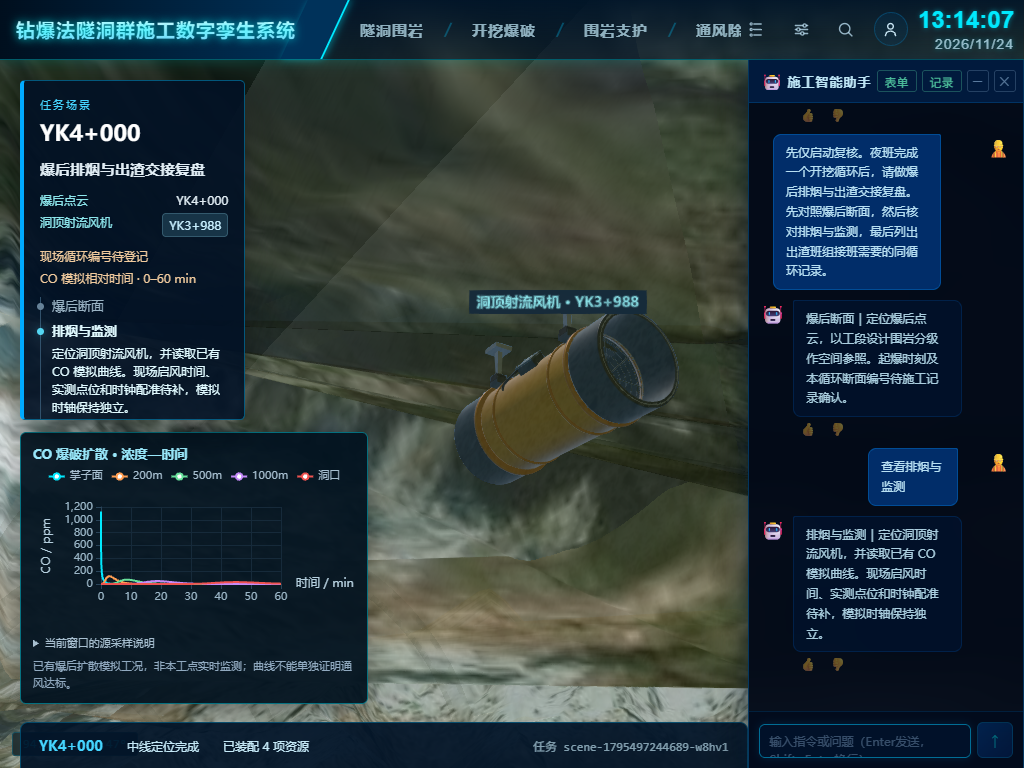 钻爆法隧洞群施工数字孪生系统
隧洞围岩 / 开挖爆破 / 围岩支护 / 通风除
13:14:07
2026/11/24
任务场景
YK4+000
爆后排烟与出渣交接复盘
爆后点云 YK4+000
洞顶射流风机 YK3+988
现场循环编号待登记
CO 模拟相对时间 · 0–60 min
爆后断面
排烟与监测
定位洞顶射流风机，并读取已有
CO 模拟曲线。现场启风时间、
实测点位和时钟配准待补，模拟
时轴保持独立。
洞顶射流风机 • YK3+988
CO 爆破扩散 • 浓度—时间
掌子面 200m 500m 1000m 洞口
CO / ppm
1,200
1,000
800
600
400
200
0
0 10 20 30 40 50 60
时间 / min
▶ 当前窗口的源采样说明
已有爆后扩散模拟工况，非本工点实时监测；曲线不能单独证明通
风达标。
YK4+000 中线定位完成 已装配 4 项资源 任务 scene-1795497244689-w8hv1
施工智能助手 表单 记录
先仅启动复核。夜班完成
一个开挖循环后，请做爆
后排烟与出渣交接复盘。
先对照爆后断面，然后核
对排烟与监测，最后列出
出渣班组接班需要的同循
环记录。
爆后断面 | 定位爆后点
云，以工段设计围岩分级
作空间参照。起爆时刻及
本循环断面编号待施工记
录确认。
查看排烟与
监测
排烟与监测 | 定位洞顶射
流风机，并读取已有 CO
模拟曲线。现场启风时
间、实测点位和时钟配准
待补，模拟时轴保持独
立。
输入指令或问题（Enter发送，